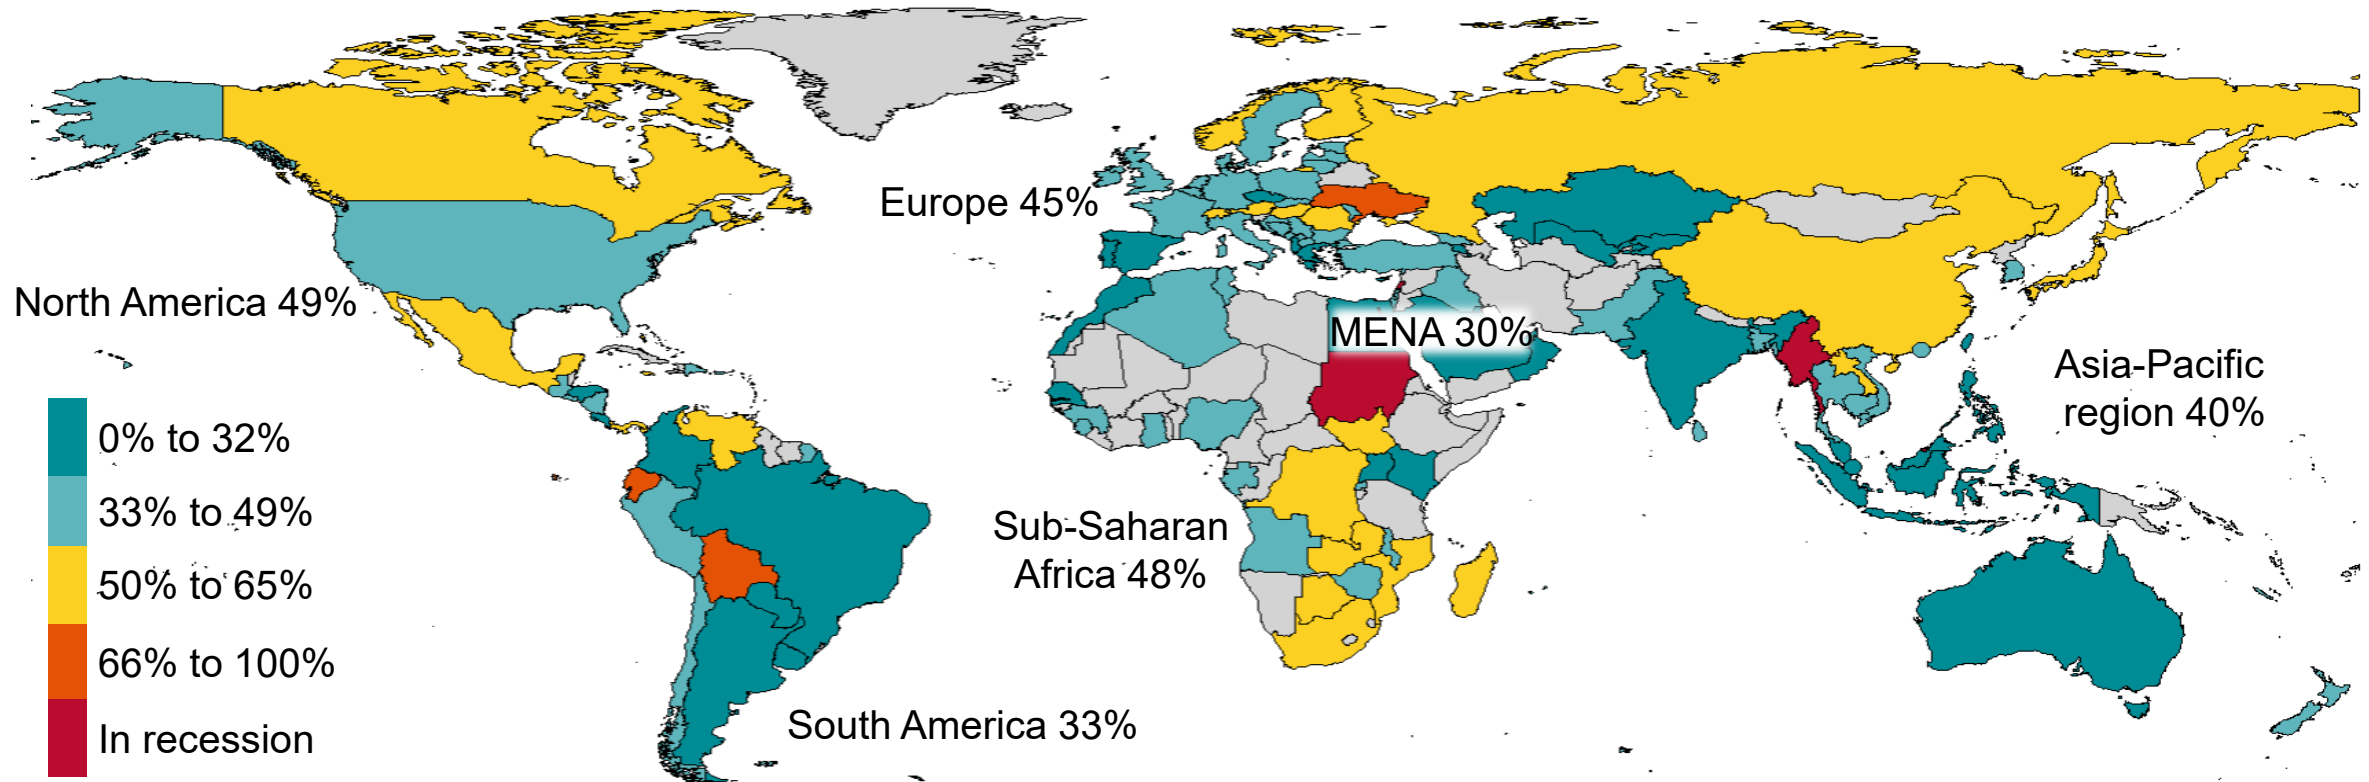 Europe 45%
North America 49%
MENA 30%
Asia-Pacific
region 40%
0% to 32%
33% to 49%
50% to 65%
66% to 100%
In recession
Sub-Saharan
Africa 48%
South America 33%